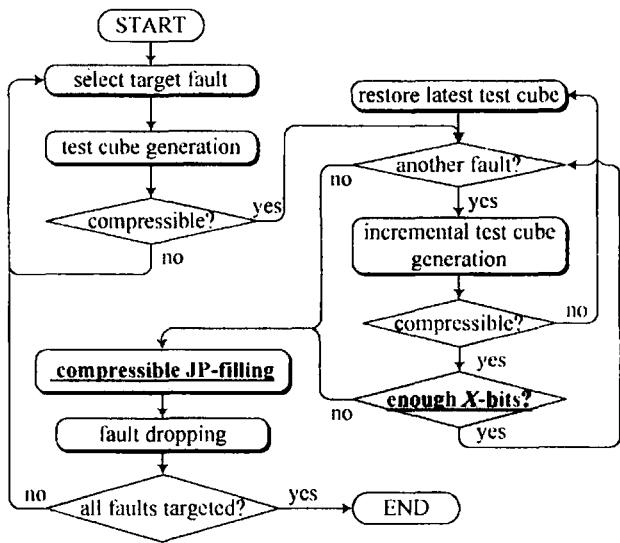 START
select target fault
test cube generation
compressible?
yes
no
restore latest test cube
another fault?
no
yes
incremental test cube
generation
compressible?
no
yes
enough X-bits?
no
yes
compressible JP-filling
fault dropping
all faults targeted?
no
yes
END